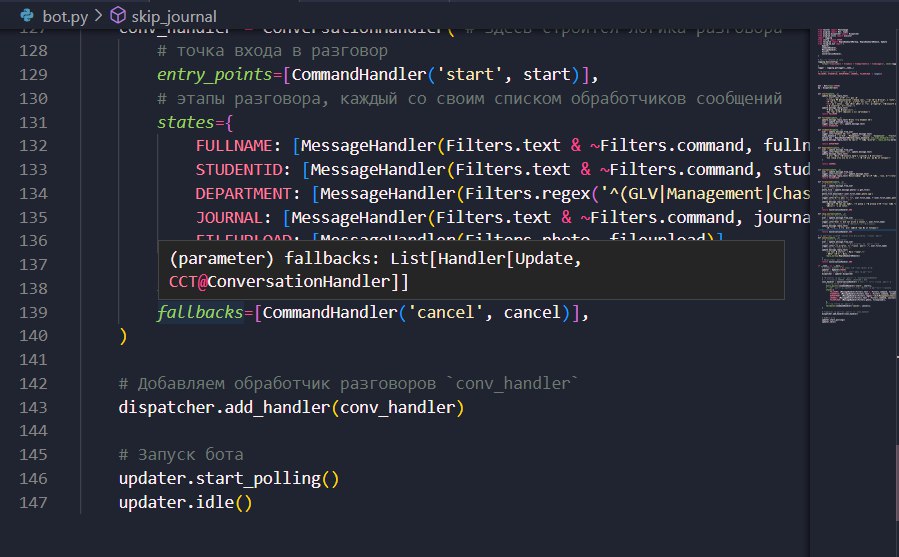 bot.py > skip_journal
127 conv_handler = ConversationHandler( # Здесь строится логика разговора
128 # точка входа в разговор
129 entry_points=[CommandHandler('start', start)],
130 # этапы разговора, каждый со своим списком обработчиков сообщений
131 states={
132 FULLNAME: [MessageHandler(Filters.text & ~Filters.command, fulln
133 STUDENTID: [MessageHandler(Filters.text & ~Filters.command, stud
134 DEPARTMENT: [MessageHandler(Filters.regex('^(GLV|Management|Chas
135 JOURNAL: [MessageHandler(Filters.text & ~Filters.command, journa
136 FILEUPLOAD: [MessageHandler(Filters.photo, fileupload)]
137 (parameter) fallbacks: List[Handler[Update,
138 CCT@ConversationHandler]]
139 fallbacks=[CommandHandler('cancel', cancel)],
140 )
141
142 # Добавляем обработчик разговоров `conv_handler`
143 dispatcher.add_handler(conv_handler)
144
145 # Запуск бота
146 updater.start_polling()
147 updater.idle()